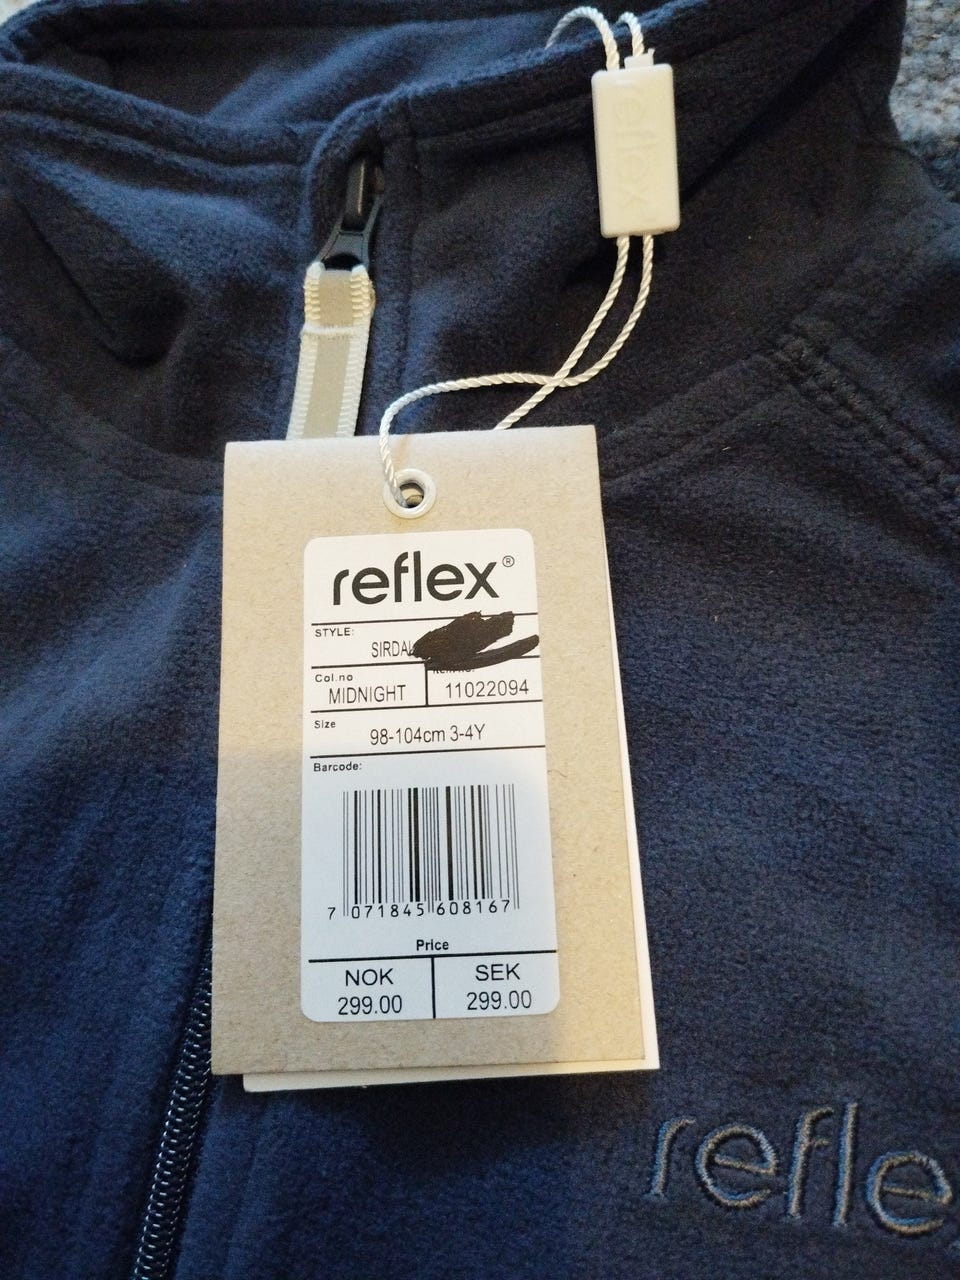 reflex
reflex®
STYLE:
SIRDAL
Col.no
MIDNIGHT 11022094
Size
98-104cm 3-4Y
Barcode:
7 071845 608167
Price
NOK SEK
299.00 299.00
refle